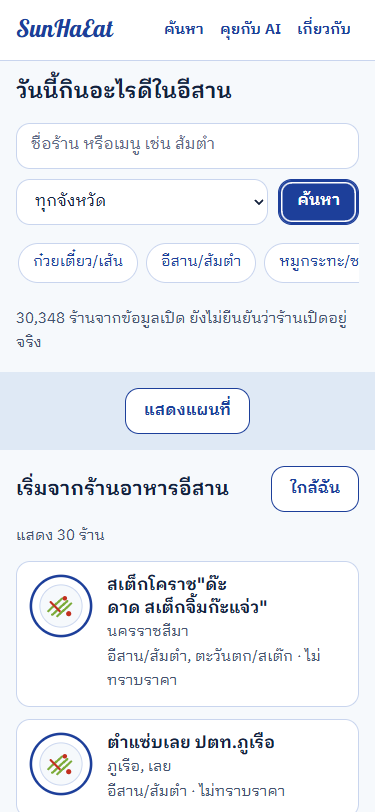 SunHaEat
ค้นหา คุยกับ AI เกี่ยวกับ
วันนี้กินอะไรดีในอีสาน
ชื่อร้าน หรือเมนู เช่น ส้มตำ
ทุกจังหวัด
ค้นหา
ก๋วยเตี๋ยว/เส้น อีสาน/ส้มตำ หมูกระทะ/ช
30,348 ร้านจากข้อมูลเปิด ยังไม่ยืนยันว่าร้านเปิดอยู่
จริง
แสดงแผนที่
เริ่มจากร้านอาหารอีสาน
ใกล้ฉัน
แสดง 30 ร้าน
สเต็กโคราช"ด๊ะ
ดาด สเต็กจิ้มก๊ะแจ่ว"
นครราชสีมา
อีสาน/ส้มตำ, ตะวันตก/สเต๊ก · ไม่
ทราบราคา
ตำแซ่บเลย ปตท.ภูเรือ
ภูเรือ, เลย
อีสาน/ส้มตำ · ไม่ทราบราคา